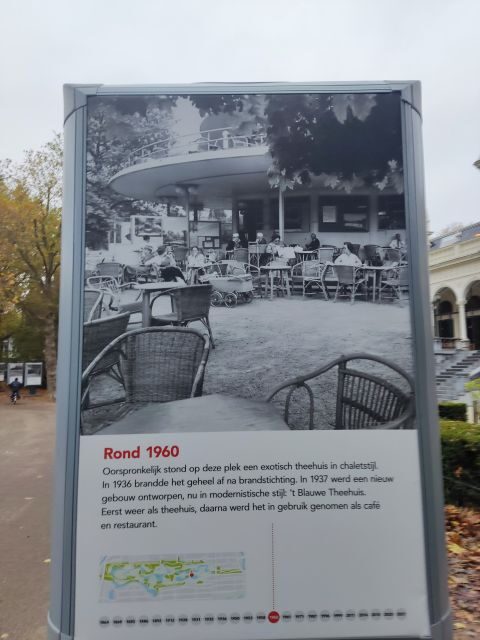 Rond 1960
Oorspronkelijk stond op deze plek een exotisch theehuis in chaletstijl.
In 1936 brandde het geheel af na brandstichting. In 1937 werd een nieuw
gebouw ontworpen, nu in modernistische stijl: 't Blauwe Theehuis.
Eerst weer als theehuis, daarna werd het in gebruik genomen als café
en restaurant.